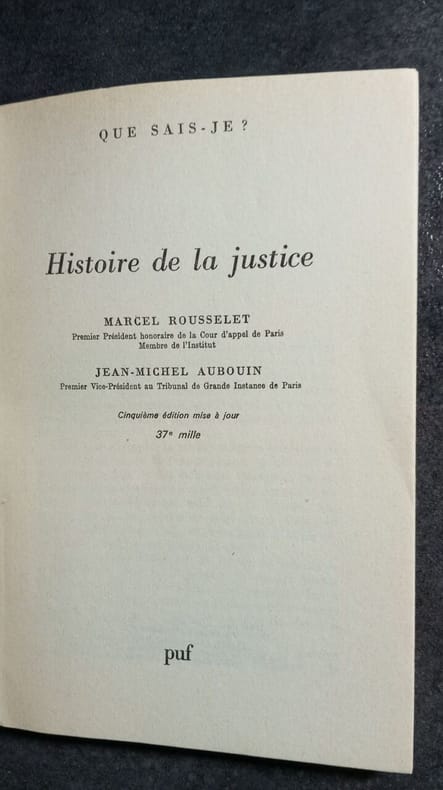 QUE SAIS-JE ?
Histoire de la justice
MARCEL ROUSSELET
Premier Président honoraire de la Cour d'appel de Paris
Membre de l'Institut
JEAN-MICHEL AUBOUIN
Premier Vice-Président au Tribunal de Grande Instance de Paris
Cinquième édition mise à jour
37e mille
puf